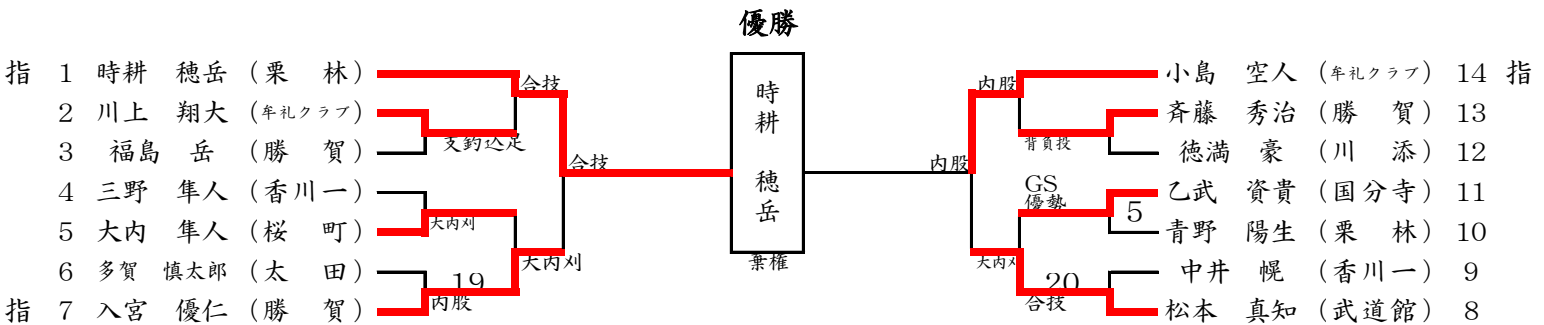 優勝
指 1 時耕 穂岳 (栗 林)
2 川上 翔大 (牟礼クラブ)
3 福島 岳 (勝 賀)
4 三野 隼人 (香川一)
5 大内 隼人 (桜 町)
6 多賀 慎太郎 (太 田)
指 7 入宮 優仁 (勝 賀)
合技
支釣込足
大内刈
19
内股
大内刈
合技
時耕 穂岳
棄権
内股
内股
背負投
GS
優勢
5
大内刈
20
合技
小島 空人 (牟礼クラブ) 14 指
斉藤 秀治 (勝 賀) 13
徳満 豪 (川 添) 12
乙武 資貴 (国分寺) 11
青野 陽生 (栗 林) 10
中井 幌 (香川一) 9
松本 真知 (武道館) 8